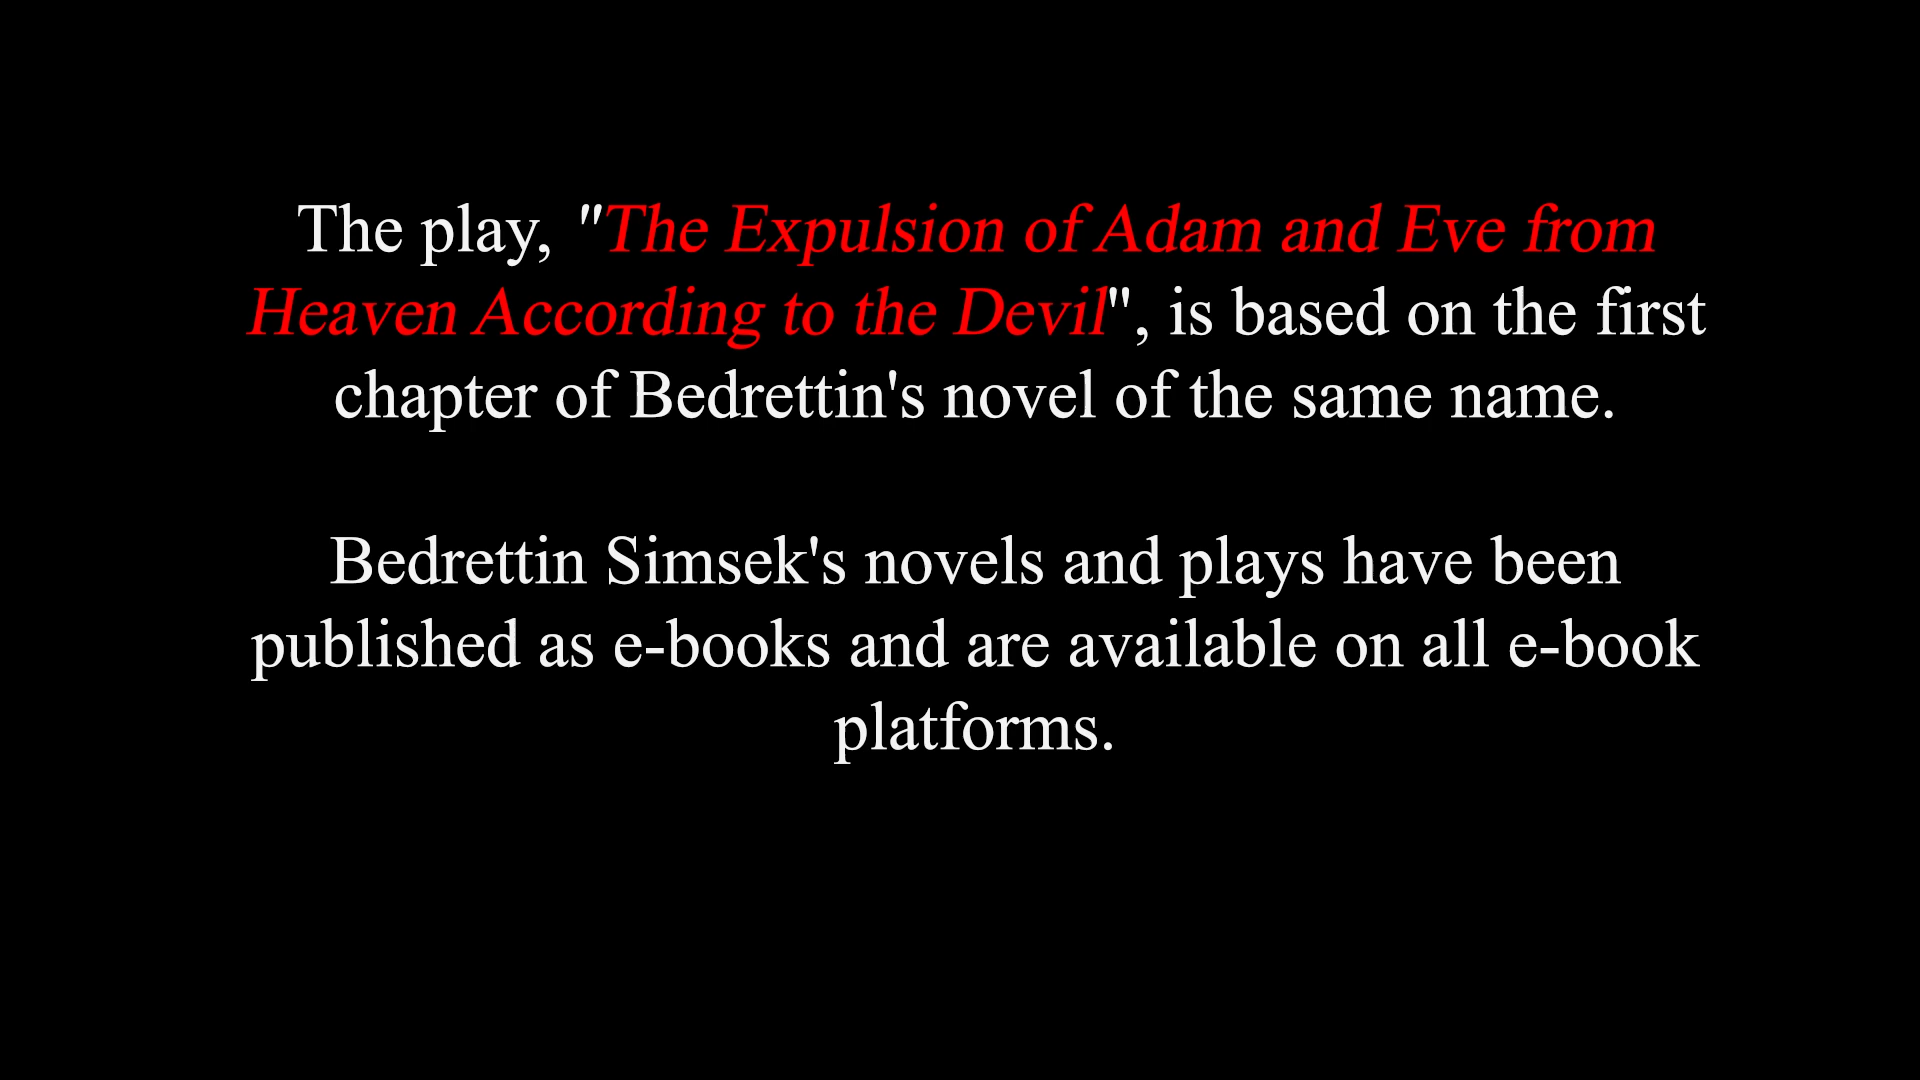 The play, "The Expulsion of Adam and Eve from
Heaven According to the Devil", is based on the first
chapter of Bedrettin's novel of the same name.
Bedrettin Simsek's novels and plays have been
published as e-books and are available on all e-book
platforms.